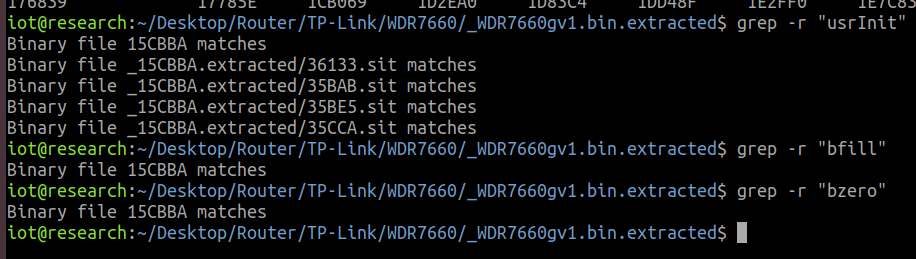 176839 17785E 1CB069 1D2EA0 1D83C4 1DD48F 1E2FF0 1E7C83
iot@research:~/Desktop/Router/TP-Link/WDR7660/_WDR7660gv1.bin.extracted$ grep -r "usrInit"
Binary file 15CBBA matches
Binary file _15CBBA.extracted/36133.sit matches
Binary file _15CBBA.extracted/35BAB.sit matches
Binary file _15CBBA.extracted/35BE5.sit matches
Binary file _15CBBA.extracted/35CCA.sit matches
iot@research:~/Desktop/Router/TP-Link/WDR7660/_WDR7660gv1.bin.extracted$ grep -r "bfill"
Binary file 15CBBA matches
iot@research:~/Desktop/Router/TP-Link/WDR7660/_WDR7660gv1.bin.extracted$ grep -r "bzero"
Binary file 15CBBA matches
iot@research:~/Desktop/Router/TP-Link/WDR7660/_WDR7660gv1.bin.extracted$